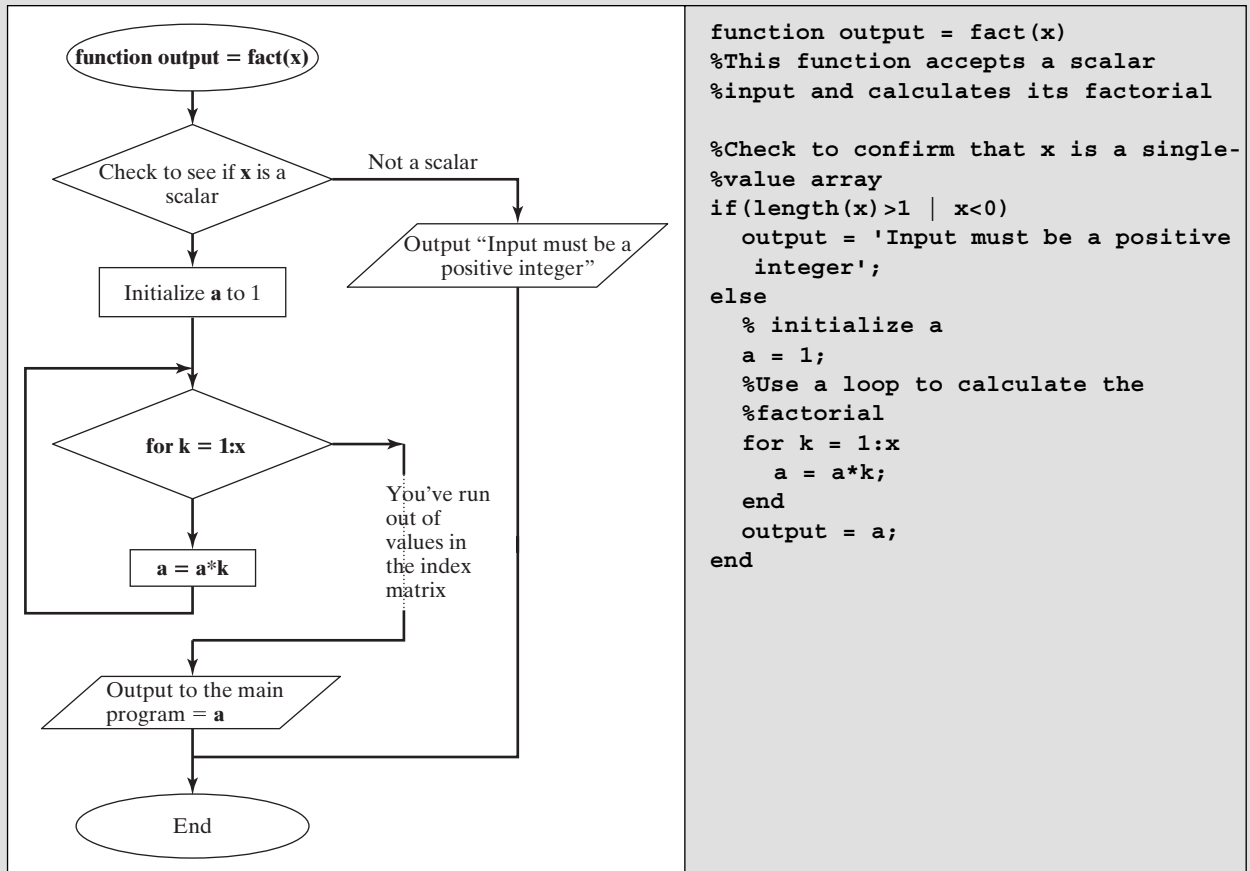 function output = fact(x)
Check to see if x is a
scalar
Not a scalar
Output “Input must be a
positive integer”
Initialize a to 1
for k = 1:x
You’ve run
out of
values in
the index
matrix
a = a*k
Output to the main
program = a
End
function output = fact(x)
%This function accepts a scalar
%input and calculates its factorial
%Check to confirm that x is a single-
%value array
if(length(x)>1 | x<0)
output = 'Input must be a positive
integer';
else
% initialize a
a = 1;
%Use a loop to calculate the
%factorial
for k = 1:x
a = a*k;
end
output = a;
end